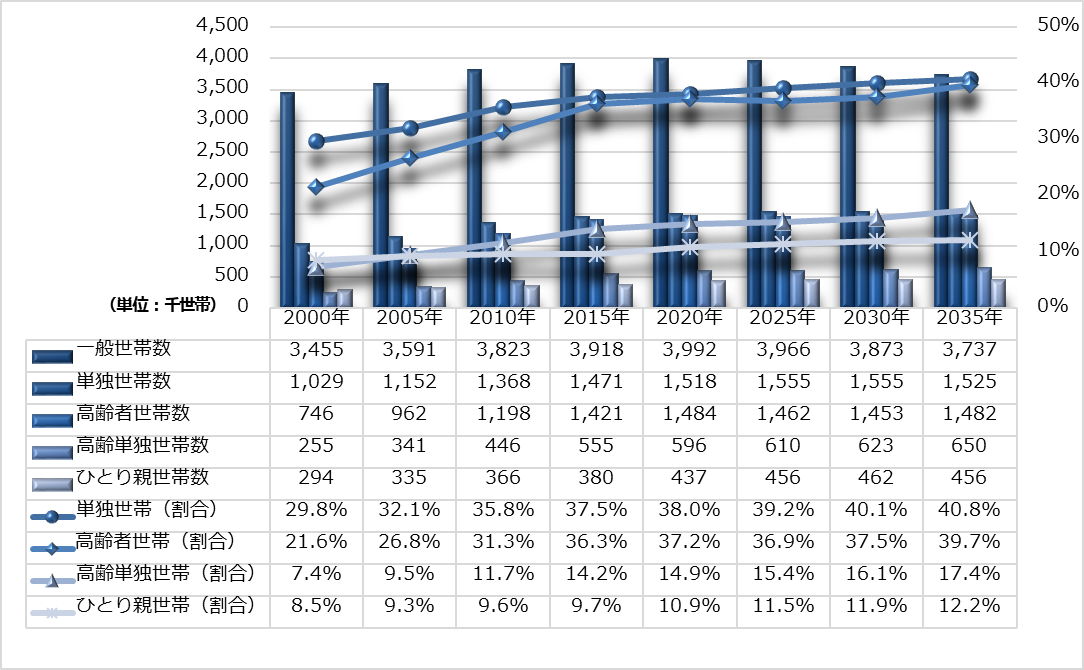 4,500 50%
4,000
3,500 40%
3,000
2,500 30%
2,000
1,500 20%
1,000 10%
500
(単位：千世帯) 0 0%
2000年 2005年 2010年 2015年 2020年 2025年 2030年 2035年
一般世帯数 3,455 3,591 3,823 3,918 3,992 3,966 3,873 3,737
単独世帯数 1,029 1,152 1,368 1,471 1,518 1,555 1,555 1,525
高齢者世帯数 746 962 1,198 1,421 1,484 1,462 1,453 1,482
高齢単独世帯数 255 341 446 555 596 610 623 650
ひとり親世帯数 294 335 366 380 437 456 462 456
単独世帯（割合） 29.8% 32.1% 35.8% 37.5% 38.0% 39.2% 40.1% 40.8%
高齢者世帯（割合） 21.6% 26.8% 31.3% 36.3% 37.2% 36.9% 37.5% 39.7%
高齢単独世帯（割合） 7.4% 9.5% 11.7% 14.2% 14.9% 15.4% 16.1% 17.4%
ひとり親世帯（割合） 8.5% 9.3% 9.6% 9.7% 10.9% 11.5% 11.9% 12.2%